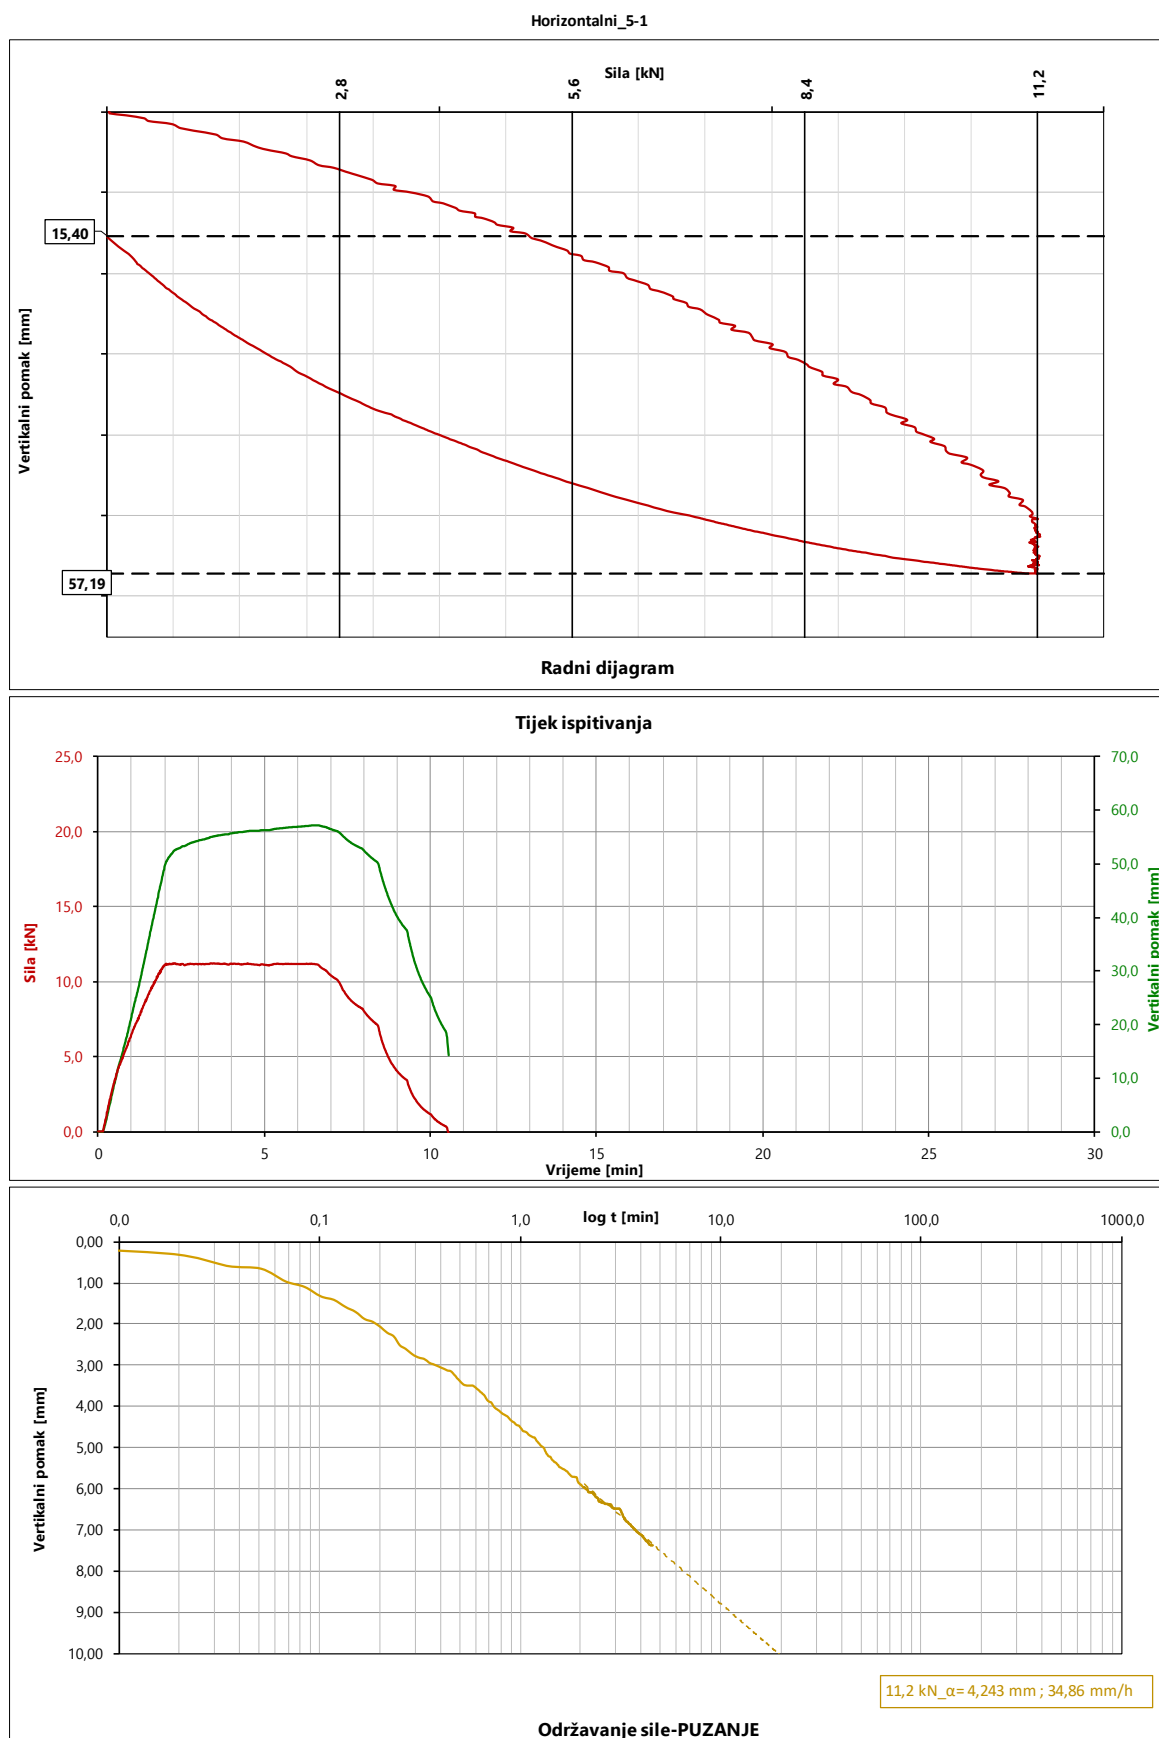 Horizontalni_5-1
Sila [kN]
2,8
5,6
8,4
11,2
15,40
57,19
Vertikalni pomak [mm]
Radni dijagram
Tijek ispitivanja
25,0
20,0
15,0
10,0
5,0
0,0
Sila [kN]
70,0
60,0
50,0
40,0
30,0
20,0
10,0
0,0
Vertikalni pomak [mm]
0 5 10 15 20 25 30
Vrijeme [min]
log t [min]
0,0 0,1 1,0 10,0 100,0 1000,0
0,00
1,00
2,00
3,00
4,00
5,00
6,00
7,00
8,00
9,00
10,00
Vertikalni pomak [mm]
11,2 kN_α= 4,243 mm ; 34,86 mm/h
Održavanje sile-PUZANJE